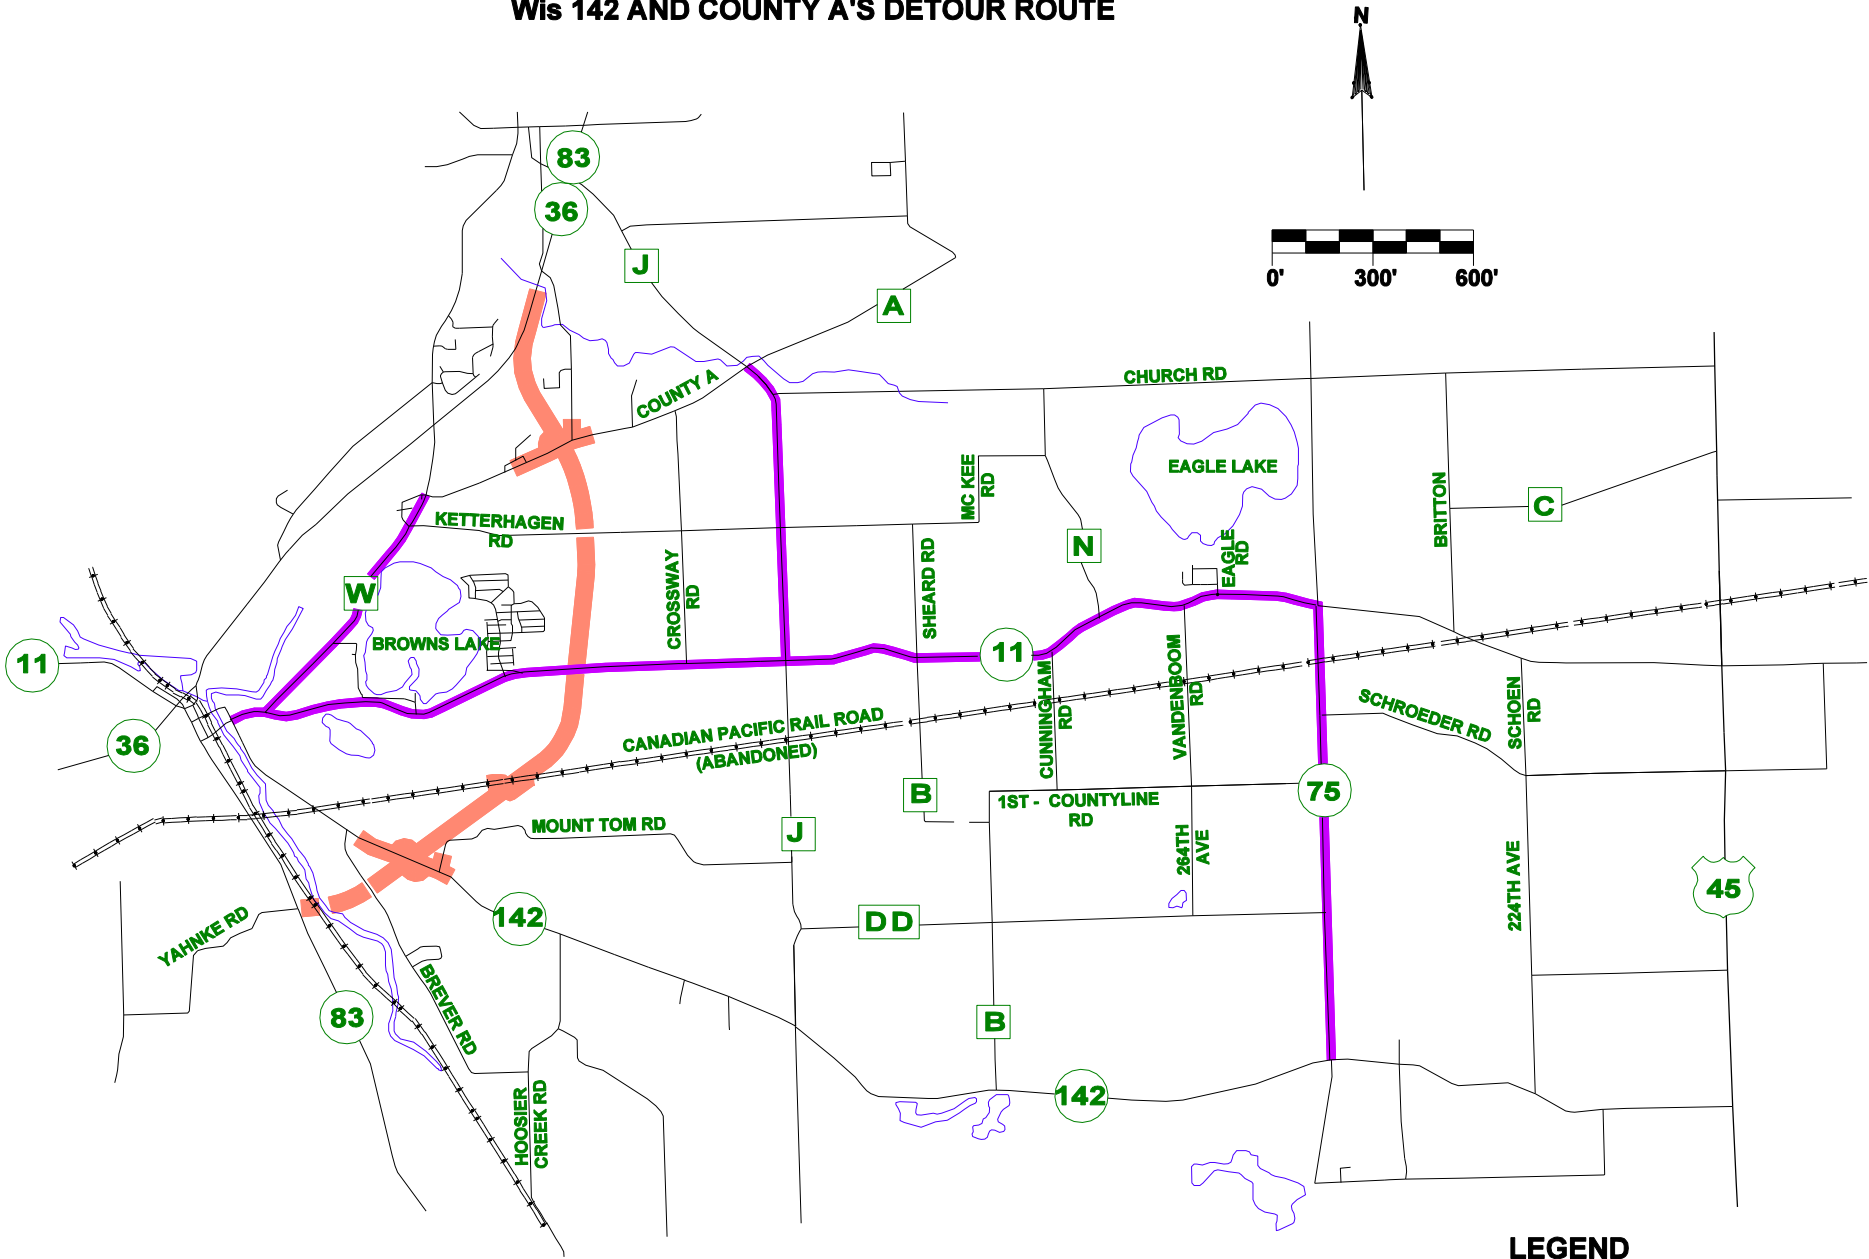 Wis 142 AND COUNTY A'S DETOUR ROUTE
N
83
36
J
A
0' 300' 600'
CHURCH RD
COUNTY A
EAGLE LAKE
MC KEE
RD
BRITTON
C
KETTERHAGEN
RD
N
EAGLE
RD
W
CROSSWAY
RD
SHEARD RD
BROWNS LAKE
11
11
CUNNINGHAM
RD
VANDENBOOM
RD
SCHOEN
RD
SCHROEDER RD
36
CANADIAN PACIFIC RAIL ROAD
(ABANDONED)
B
75
1ST - COUNTYLINE
RD
MOUNT TOM RD
J
264TH
AVE
224TH AVE
45
142
DD
YAHNKE RD
83
BREVER RD
B
HOOSIER
CREEK RD
142
LEGEND